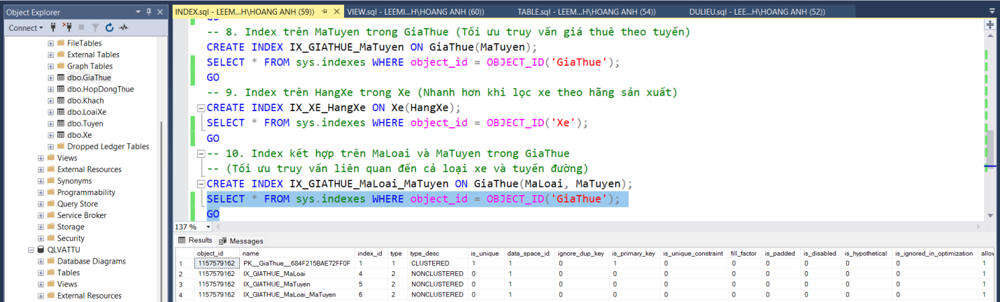 Object Explorer
Connect
FileTables
External Tables
Graph Tables
dbo.GiaThue
dbo.HopDongThue
dbo.Khach
dbo.LoaiXe
dbo.Tuyen
dbo.Xe
Dropped Ledger Tables
Views
External Resources
Synonyms
Programmability
Query Store
Service Broker
Storage
Security
QLVATTU
Database Diagrams
Tables
Views
External Resources
INDEX.sql - LEEM...H\HOANG ANH (59)) VIEW.sql - LEEMI...H\HOANG ANH (60)) TABLE.sql - LEEM...H\HOANG ANH (54)) DULIEU.sql - LEE...H\HOANG ANH (52))
GO
-- 8. Index trên MaTuyen trong GiaThue (Tối ưu truy vấn giá thuê theo tuyến)
CREATE INDEX IX_GIATHUE_MaTuyen ON GiaThue(MaTuyen);
SELECT * FROM sys.indexes WHERE object_id = OBJECT_ID('GiaThue');
GO
-- 9. Index trên HangXe trong Xe (Nhanh hơn khi lọc xe theo hãng sản xuất)
CREATE INDEX IX_XE_HangXe ON Xe(HangXe);
SELECT * FROM sys.indexes WHERE object_id = OBJECT_ID('Xe');
GO
-- 10. Index kết hợp trên MaLoai và MaTuyen trong GiaThue
-- (Tối ưu truy vấn liên quan đến cả loại xe và tuyến đường)
CREATE INDEX IX_GIATHUE_MaLoai_MaTuyen ON GiaThue(MaLoai, MaTuyen);
SELECT * FROM sys.indexes WHERE object_id = OBJECT_ID('GiaThue');
GO
137 %
Results Messages
object_id name index_id type type_desc is_unique data_space_id ignore_dup_key is_primary_key is_unique_constraint fill_factor is_padded is_disabled is_hypothetical is_ignored_in_optimization allow
1 1157579162 PK__GiaThue__684F215BAE72FF0F 1 1 CLUSTERED 1 1 0 1 0 0 0 0 0 0 1
2 1157579162 IX_GIATHUE_MaLoai 4 2 NONCLUSTERED 0 1 0 0 0 0 0 0 0 0 1
3 1157579162 IX_GIATHUE_MaTuyen 5 2 NONCLUSTERED 0 1 0 0 0 0 0 0 0 0 1
4 1157579162 IX_GIATHUE_MaLoai_MaTuyen 6 2 NONCLUSTERED 0 1 0 0 0 0 0 0 0 0 1